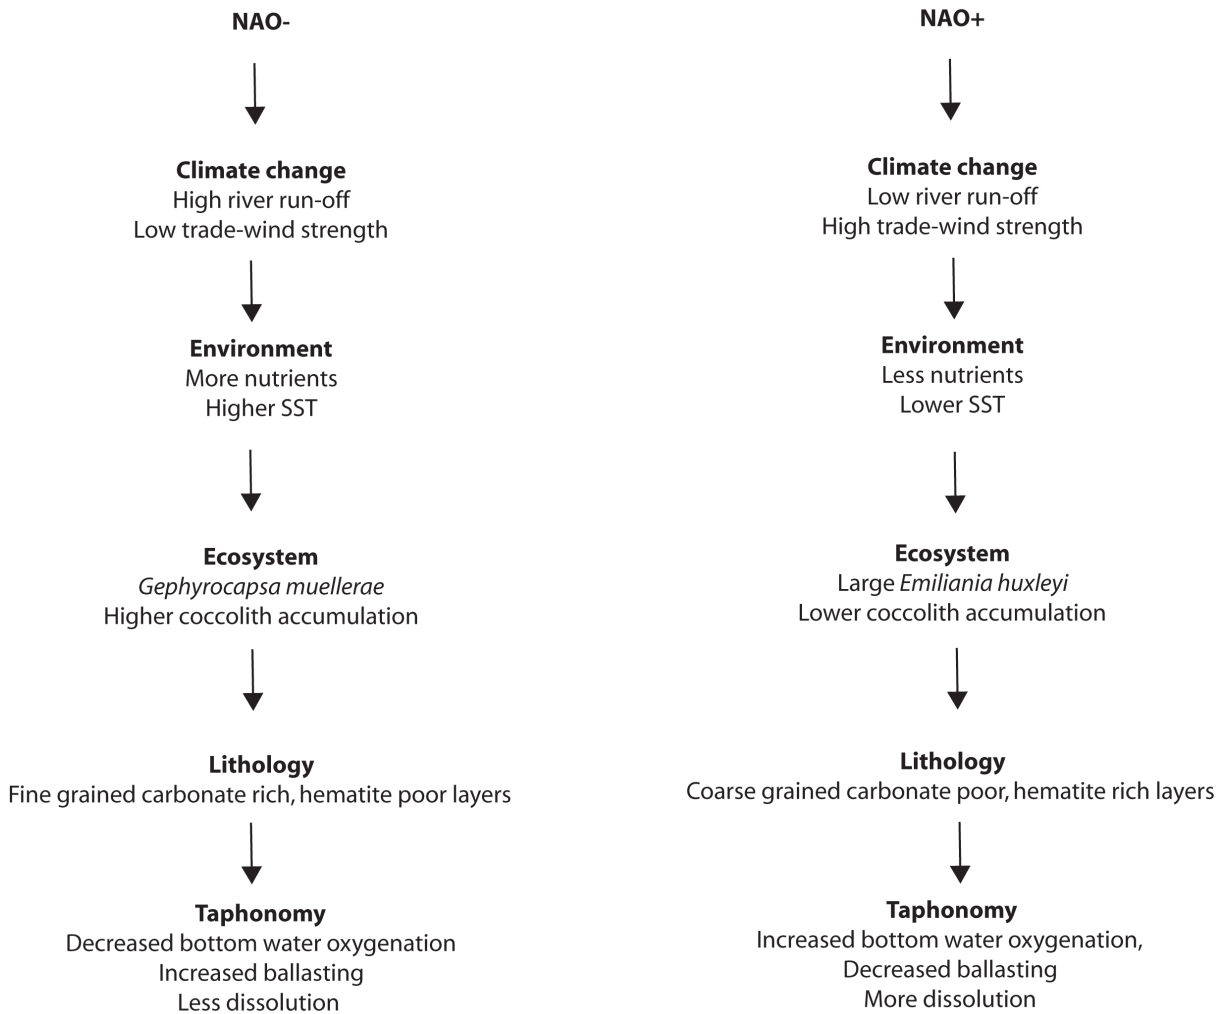 NAO-
Climate change
High river run-off
Low trade-wind strength
Environment
More nutrients
Higher SST
Ecosystem
Gephyrocapsa muellerae
Higher coccolith accumulation
Lithology
Fine grained carbonate rich, hematite poor layers
Taphonomy
Decreased bottom water oxygenation
Increased ballasting
Less dissolution
NAO+
Climate change
Low river run-off
High trade-wind strength
Environment
Less nutrients
Lower SST
Ecosystem
Large Emiliania huxleyi
Lower coccolith accumulation
Lithology
Coarse grained carbonate poor, hematite rich layers
Taphonomy
Increased bottom water oxygenation,
Decreased ballasting
More dissolution